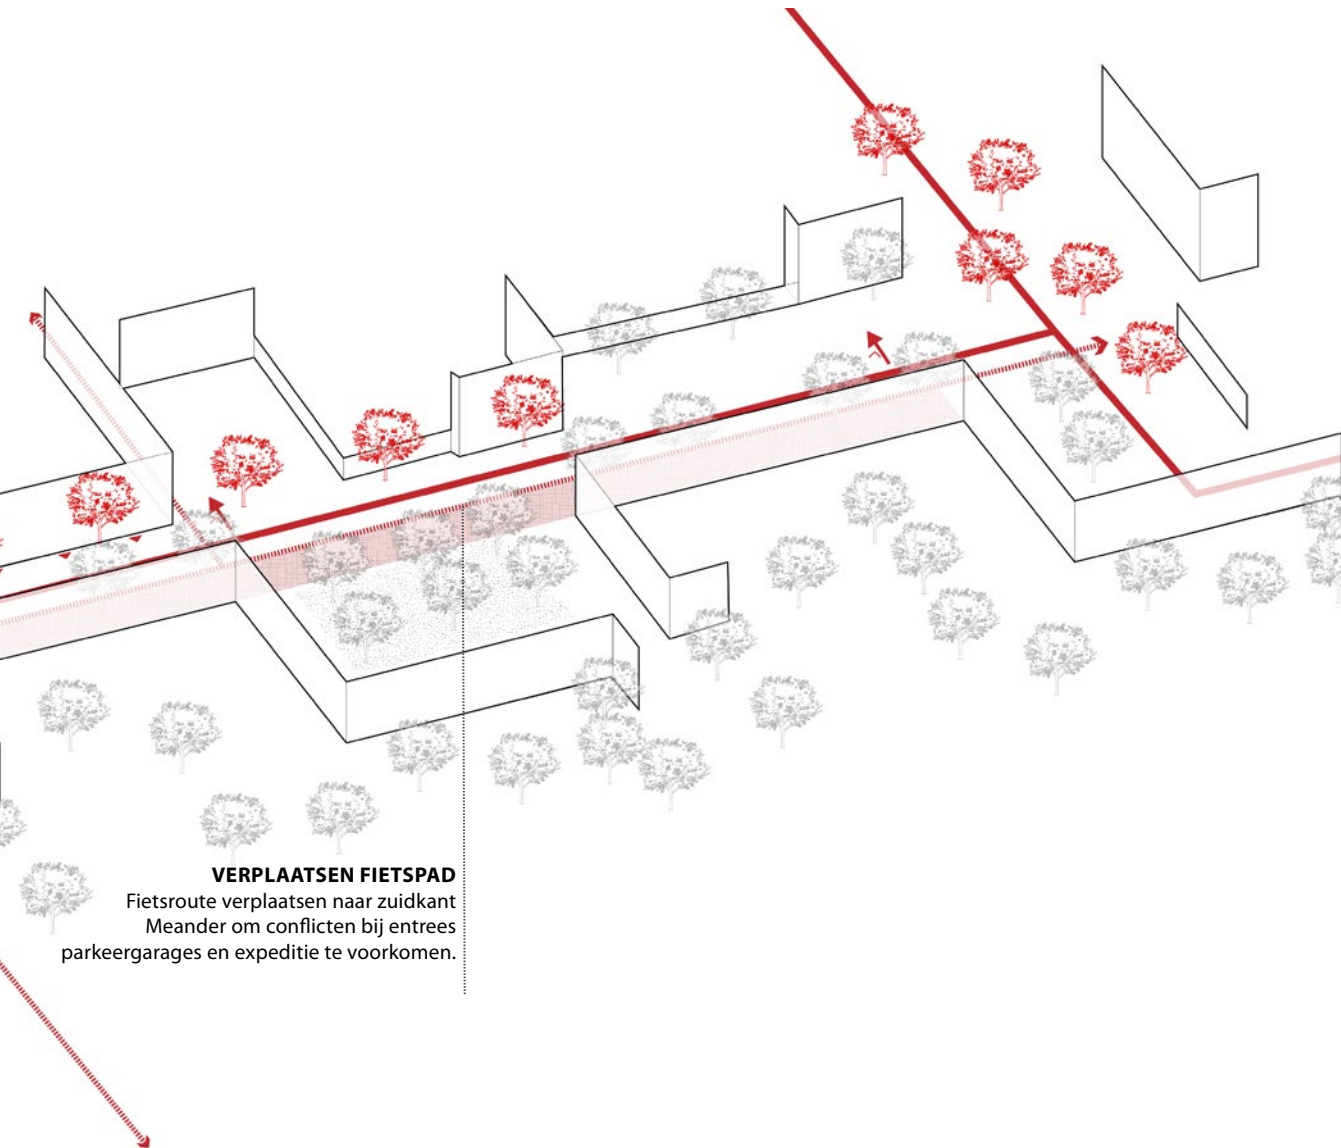 VERPLAATSEN FIETSPAD
Fietsroute verplaatsen naar zuidkant
Meander om conflicten bij entrees
parkeergarages en expeditie te voorkomen.